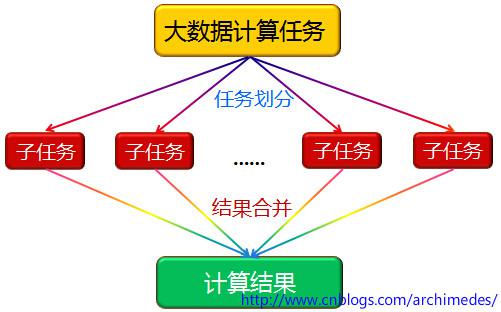 大数据计算任务
任务划分
子任务 子任务 ...... 子任务 子任务
结果合并
计算结果
http://www.cnblogs.com/archimedes/